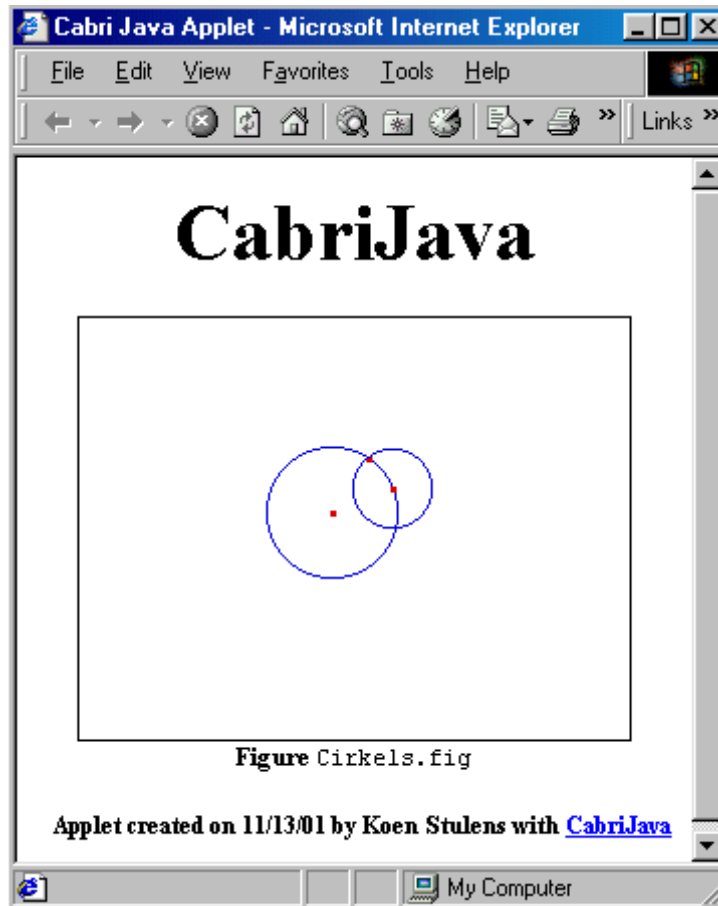 Cabri Java Applet - Microsoft Internet Explorer
File Edit View Favorites Tools Help
Links
CabriJava
Figure Cirkels.fig
Applet created on 11/13/01 by Koen Stulens with CabriJava
My Computer